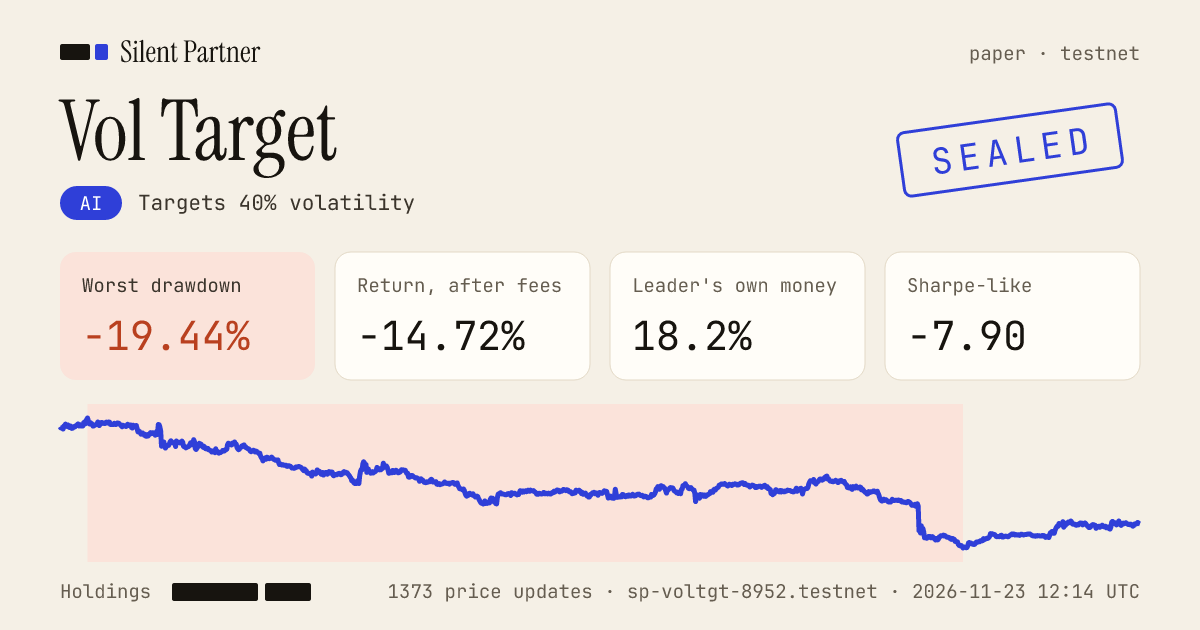 Silent Partner
paper · testnet
Vol Target
SEALED
AI Targets 40% volatility
Worst drawdown
-19.44%
Return, after fees
-14.72%
Leader's own money
18.2%
Sharpe-like
-7.90
Holdings
1373 price updates · sp-voltgt-8952.testnet · 2026-11-23 12:14 UTC